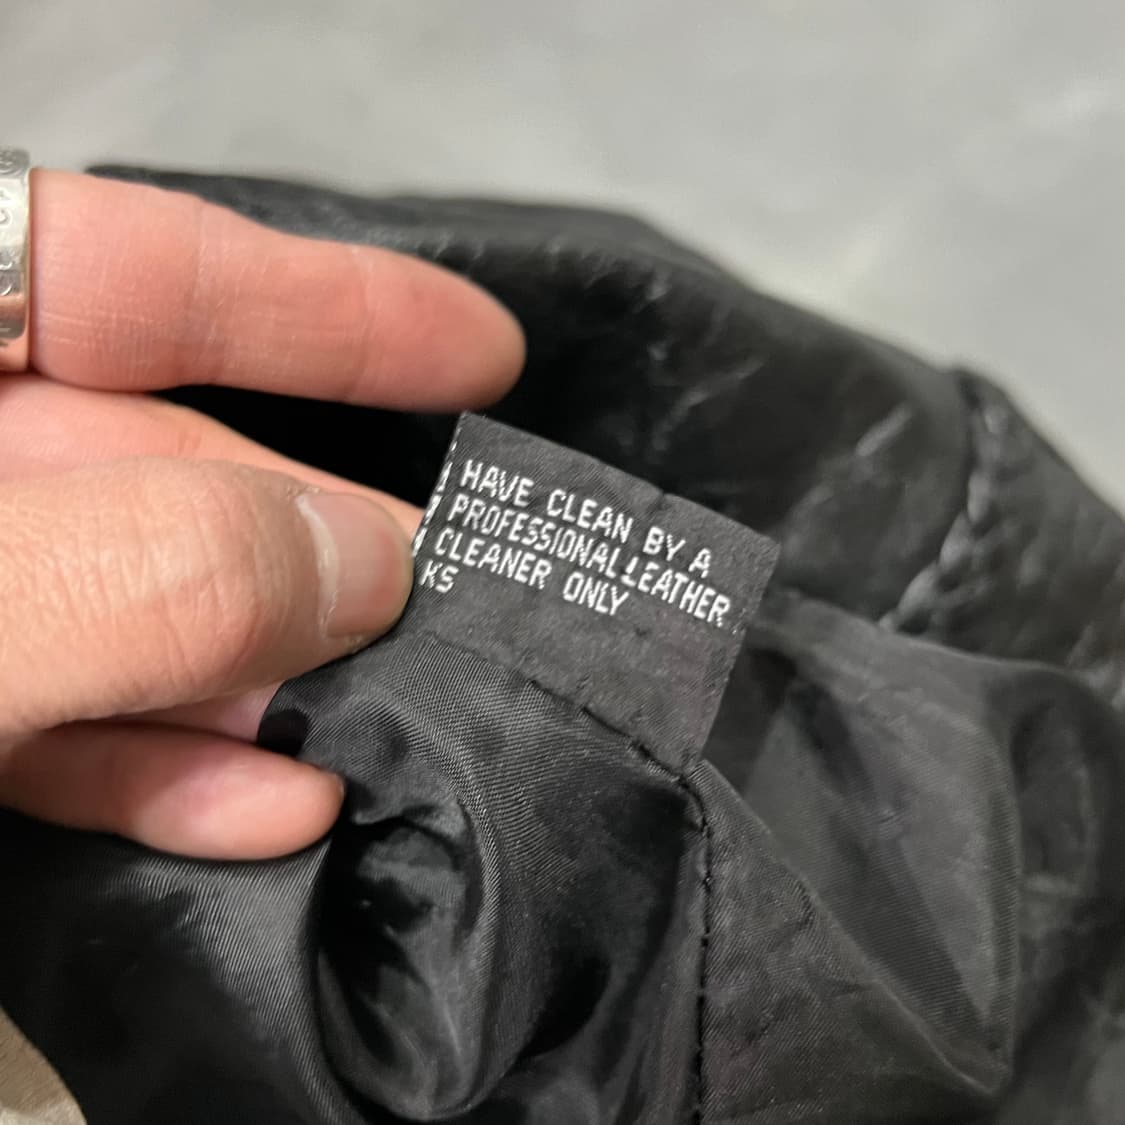 HAVE CLEAN BY A
PROFESSIONAL LEATHER
CLEANER ONLY
KS